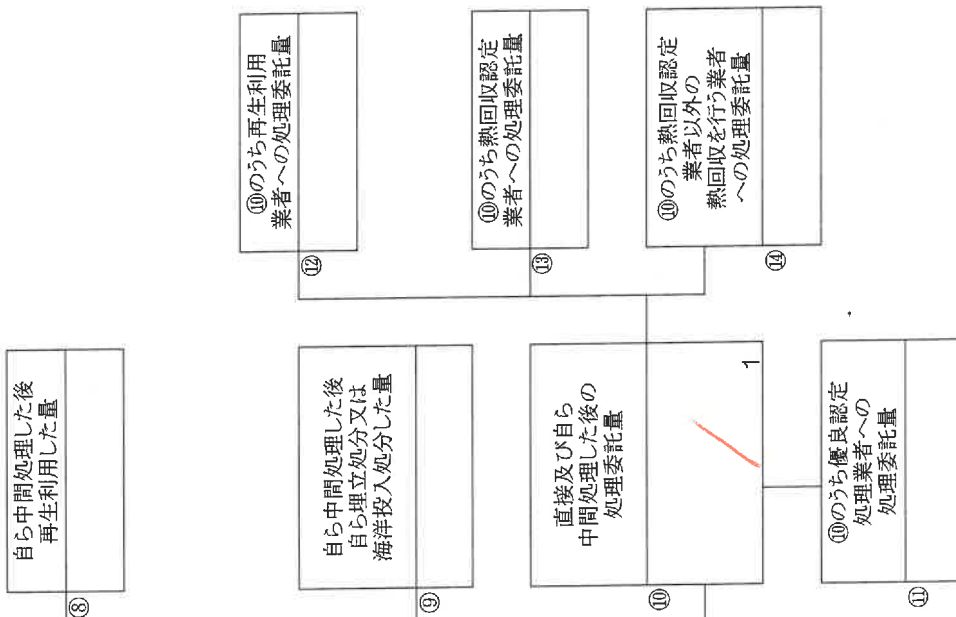 ⑧
自ら中間処理した後
再生利用した量
⑨
自ら中間処理した後
自ら埋立処分又は
海洋投入処分した量
⑩
直接及び自ら
中間処理した後の
処理委託量
1
⑪
⑩のうち優良認定
処理業者への
処理委託量
⑫
⑩のうち再生利用
業者への処理委託量
⑬
⑩のうち熱回収認定
業者への処理委託量
⑭
⑩のうち熱回収認定
業者以外の
熱回収を行う業者
への処理委託量